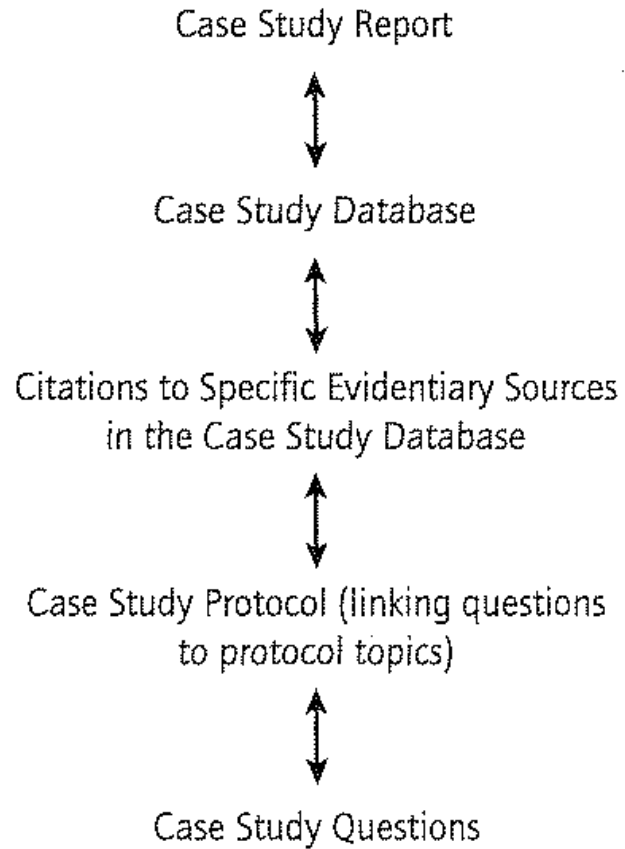 Case Study Report
Case Study Database
Citations to Specific Evidentiary Sources
in the Case Study Database
Case Study Protocol (linking questions
to protocol topics)
Case Study Questions